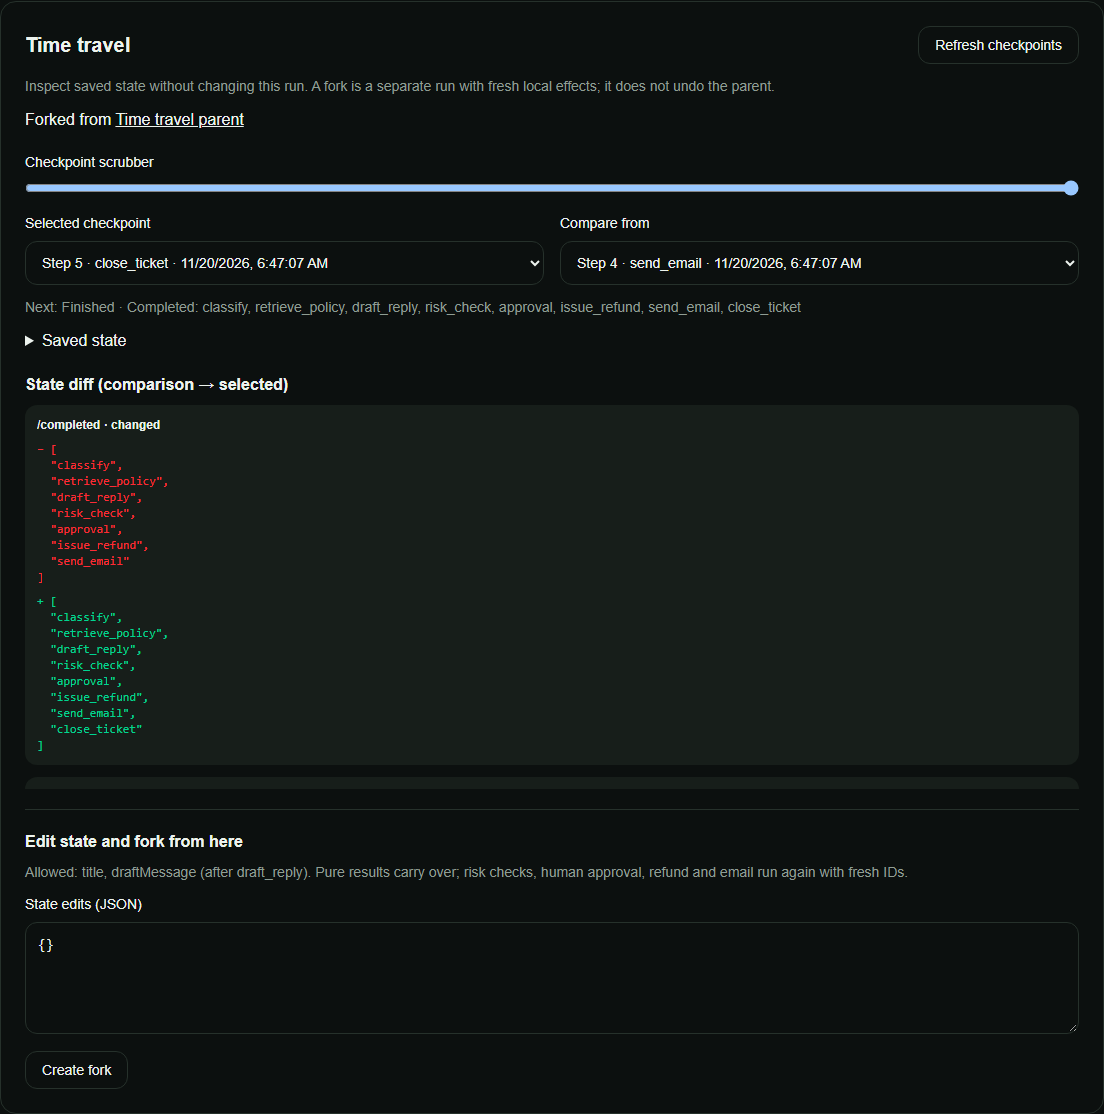 Time travel
Refresh checkpoints
Inspect saved state without changing this run. A fork is a separate run with fresh local effects; it does not undo the parent.
Forked from Time travel parent
Checkpoint scrubber
Selected checkpoint
Compare from
Step 5 · close_ticket · 11/20/2026, 6:47:07 AM
Step 4 · send_email · 11/20/2026, 6:47:07 AM
Next: Finished · Completed: classify, retrieve_policy, draft_reply, risk_check, approval, issue_refund, send_email, close_ticket
Saved state
State diff (comparison → selected)
/completed · changed
− [
"classify",
"retrieve_policy",
"draft_reply",
"risk_check",
"approval",
"issue_refund",
"send_email"
]
+ [
"classify",
"retrieve_policy",
"draft_reply",
"risk_check",
"approval",
"issue_refund",
"send_email",
"close_ticket"
]
Edit state and fork from here
Allowed: title, draftMessage (after draft_reply). Pure results carry over; risk checks, human approval, refund and email run again with fresh IDs.
State edits (JSON)
{}
Create fork